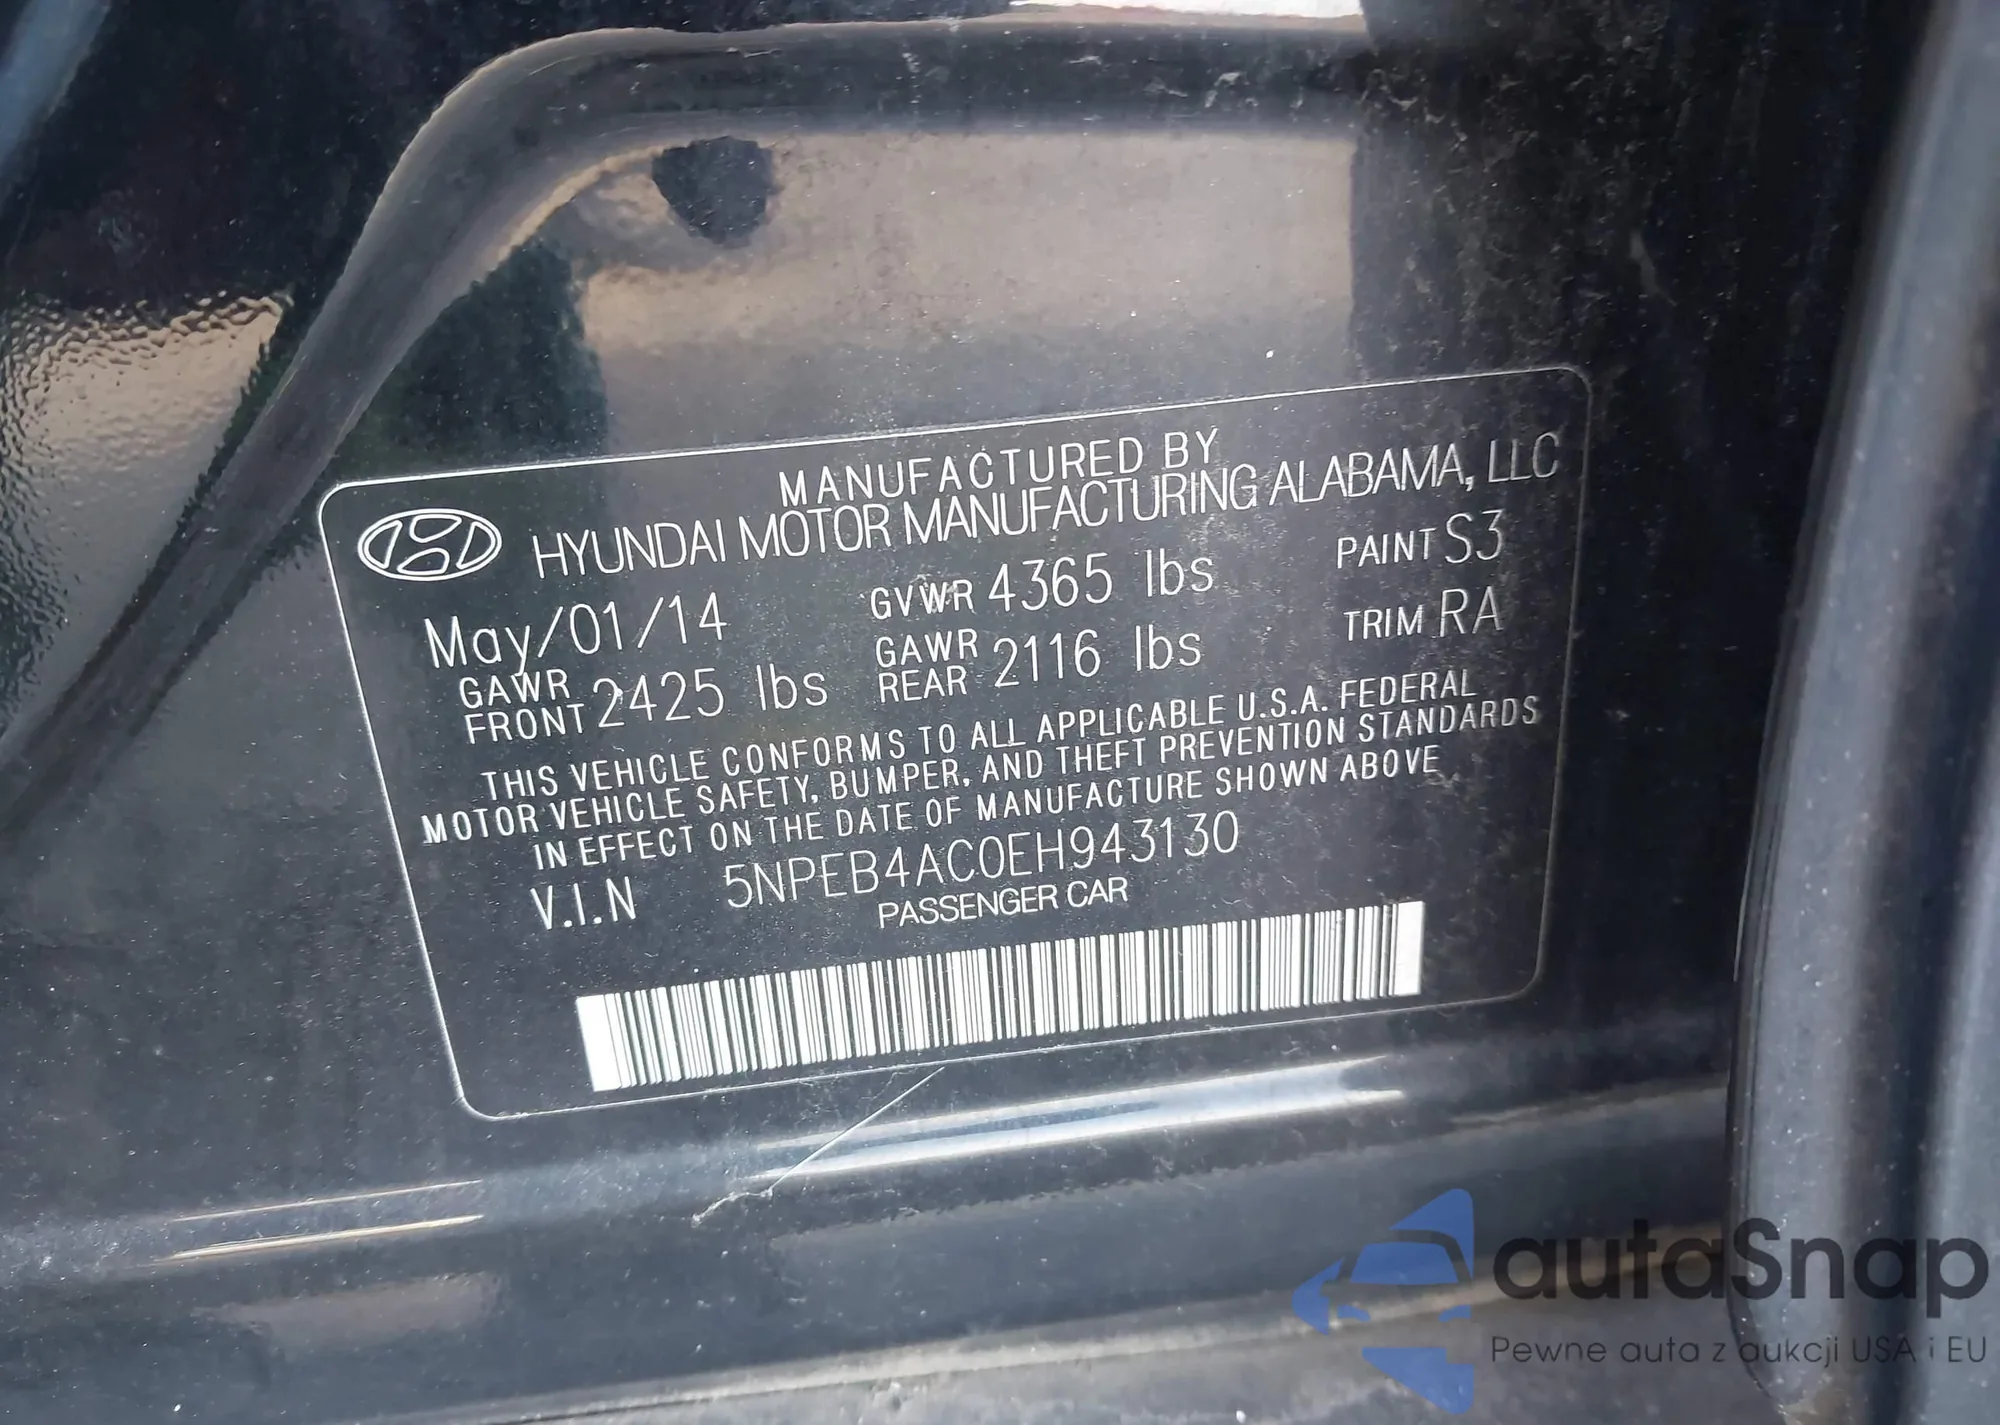 MANUFACTURED BY
HYUNDAI MOTOR MANUFACTURING ALABAMA, LLC
May/01/14 GVWR 4365 lbs PAINT S3
GAWR FRONT 2425 lbs GAWR REAR 2116 lbs TRIM RA
THIS VEHICLE CONFORMS TO ALL APPLICABLE U.S.A. FEDERAL
MOTOR VEHICLE SAFETY, BUMPER, AND THEFT PREVENTION STANDARDS
IN EFFECT ON THE DATE OF MANUFACTURE SHOWN ABOVE
V.I.N 5NPEB4AC0EH943130
PASSENGER CAR
autaSnap
Pewne auta z aukcji USA i EU